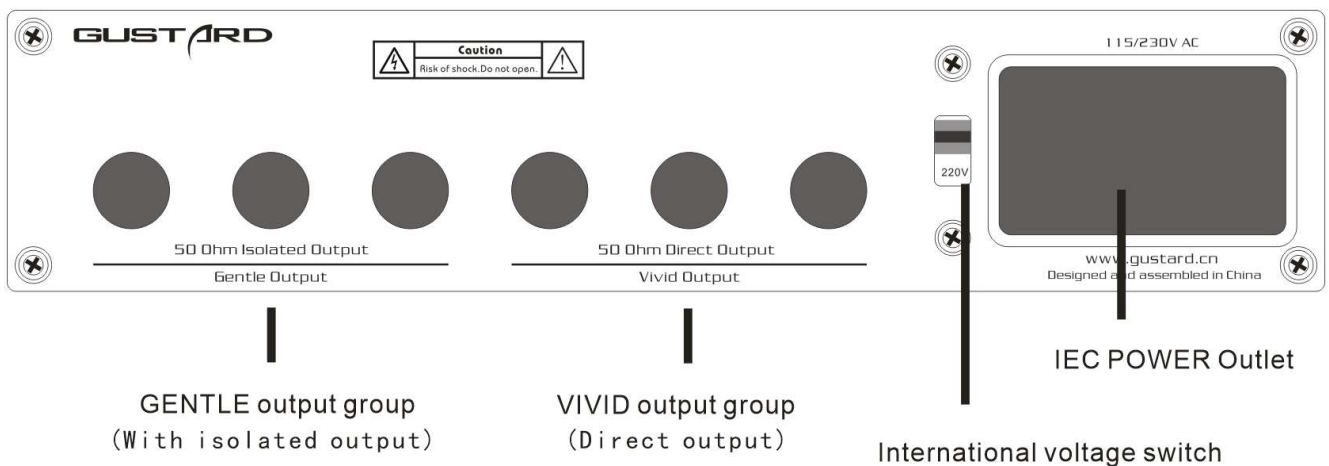 GUSTARD
Caution
Risk of shock.Do not open.
115/230V AC
220V
50 Ohm Isolated Output
Gentle Output
50 Ohm Direct Output
Vivid Output
www.gustard.cn
Designed and assembled in China
IEC POWER Outlet
GENTLE output group
(With isolated output)
VIVID output group
(Direct output)
International voltage switch